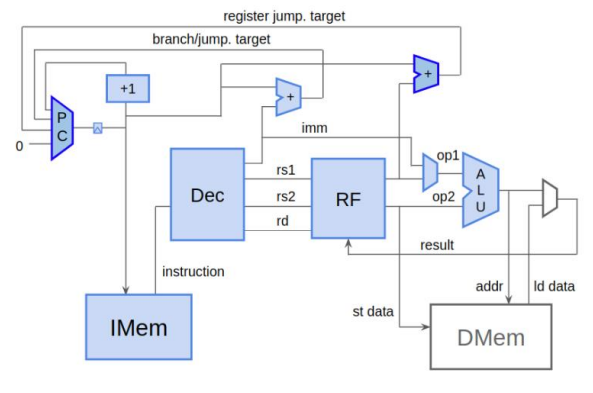 register jump. target
branch/jump. target
+1
+
+
P
C
0
imm
Dec
rs1
rs2
rd
RF
op1
op2
A
L
U
result
instruction
addr
ld data
st data
IMem
DMem